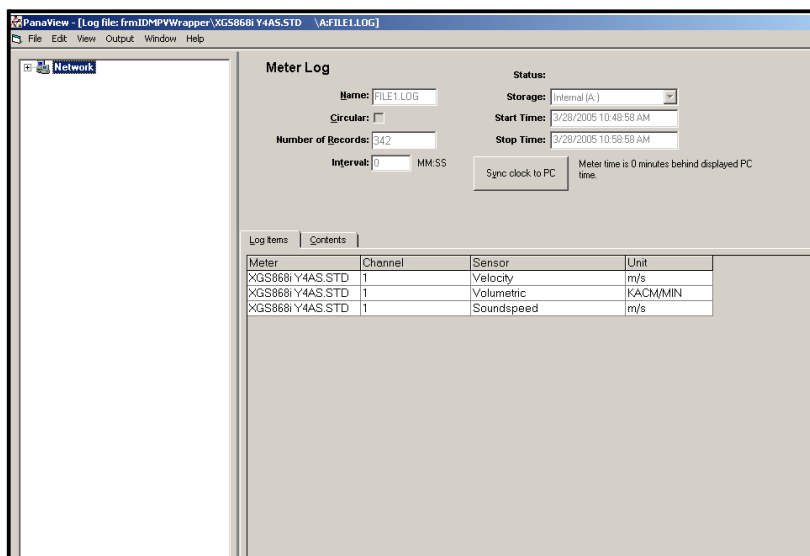 PanaView - [Log file: frmIDMPVWrapper\XGS868i Y4AS.STD \A:FILE1.LOG]
File Edit View Output Window Help
Network
Meter Log
Status:
Name: FILE1.LOG
Storage: Internal (A:)
Circular:
Start Time: 3/28/2005 10:48:58 AM
Number of Records: 342
Stop Time: 3/28/2005 10:58:58 AM
Interval: 0 MM:SS
Sync clock to PC
Meter time is 0 minutes behind displayed PC
time.
Log Items Contents
Meter Channel Sensor Unit
XGS868i Y4AS.STD 1 Velocity m/s
XGS868i Y4AS.STD 1 Volumetric KACM/MIN
XGS868i Y4AS.STD 1 Soundspeed m/s